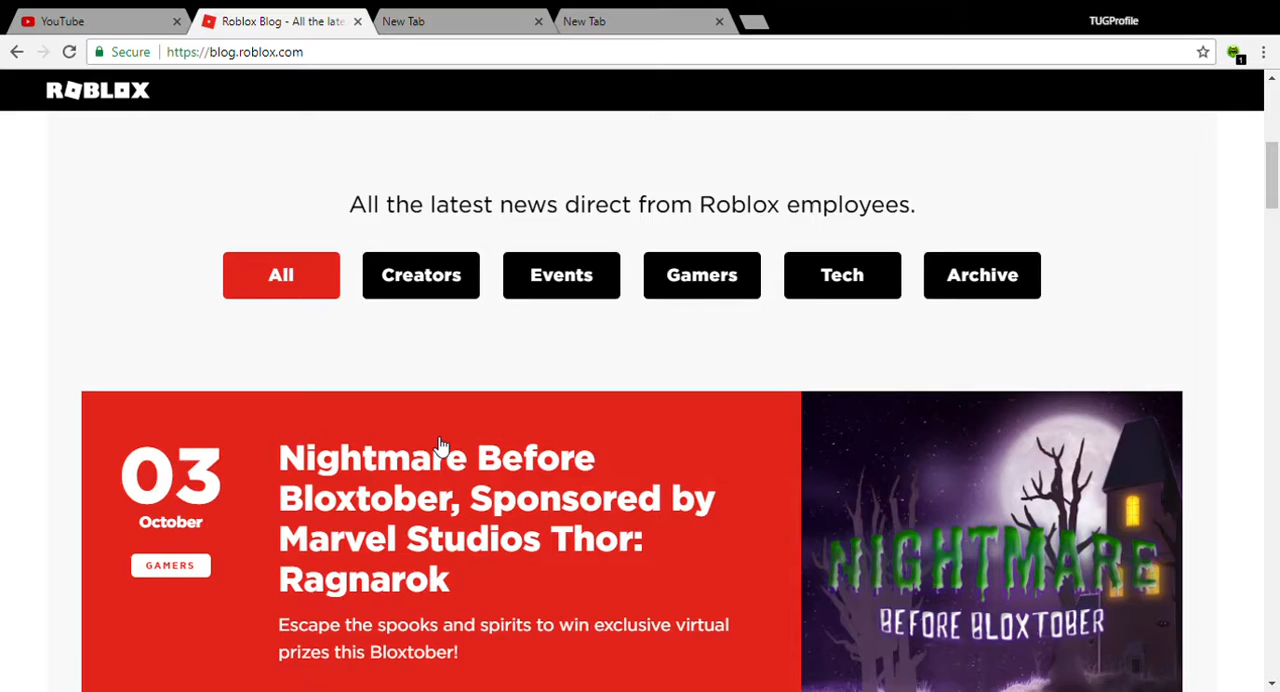 YouTube
Roblox Blog - All the late
New Tab
New Tab
TUGProfile
Secure
https://blog.roblox.com
1
ROBLOX
All the latest news direct from Roblox employees.
All
Creators
Events
Gamers
Tech
Archive
03
October
GAMERS
Nightmare Before
Bloxtober, Sponsored by
Marvel Studios Thor:
Ragnarok
Escape the spooks and spirits to win exclusive virtual
prizes this Bloxtober!
NIGHTMARE
BEFORE BLOXTOBER